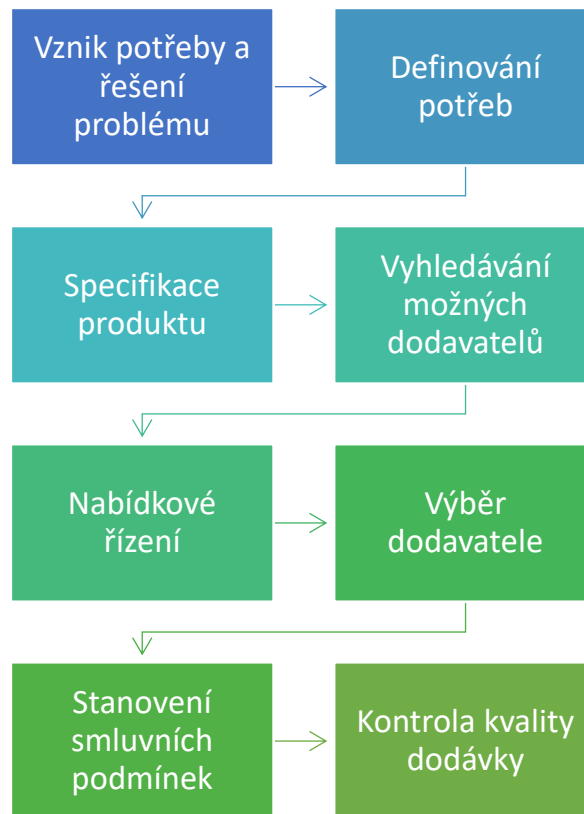 Vznik potřeby a
řešení
problému
Definování
potřeb
Specifikace
produktu
Vyhledávání
možných
dodavatelů
Nabídkové
řízení
Výběr
dodavatele
Stanovení
smluvních
podmínek
Kontrola kvality
dodávky